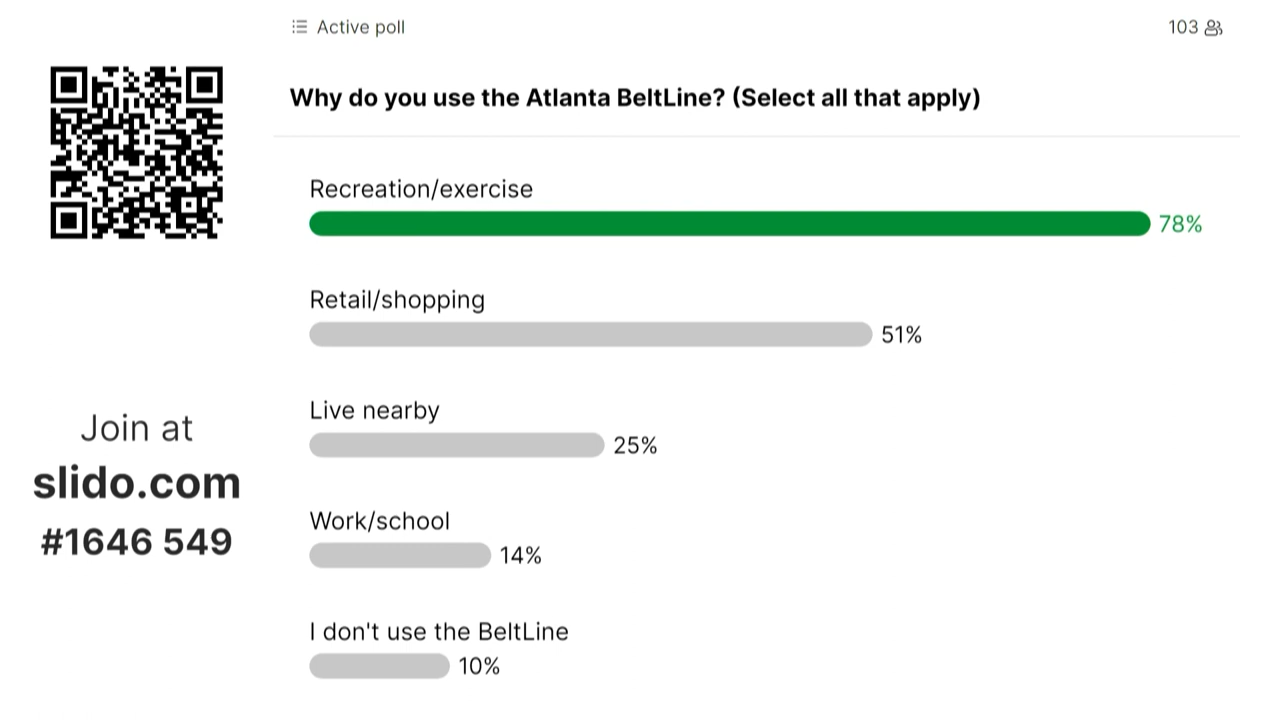 Active poll
103
Why do you use the Atlanta BeltLine? (Select all that apply)
Recreation/exercise
78%
Retail/shopping
51%
Live nearby
25%
Work/school
14%
I don't use the BeltLine
10%
Join at
slido.com
#1646 549